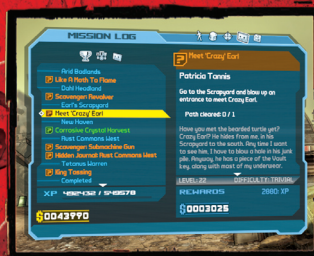 MISSION LOG
Arid Badlands
Like A Moth To Flame
Dahl Headland
Scavenger: Revolver
Earl's Scrapyard
Meet 'Crazy' Earl
New Haven
Corrosive Crystal Harvest
Rust Commons West
Scavenger: Submachine Gun
Hidden Journal: Rust Commons West
Tetanus Warren
King Tossing
Completed
XP 492432 / 549578
$0043990
Meet 'Crazy' Earl
Patricia Tannis
Go to the Scrapyard and blow up an
entrance to meet Crazy Earl.
Path cleared: 0 / 1
Have you met the bearded turtle yet?
Crazy Earl? He hides from me, in his
Scrapyard to the south. Any time I want
to see him, I have to blow a hole in his junk
pile. Anyway, he has a piece of the Vault
key, along with most of my underwear.
LEVEL: 22
DIFFICULTY: TRIVIAL
REWARDS
2880 XP
$0003025